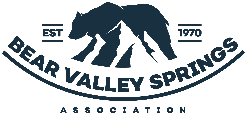 EST 1970
BEAR VALLEY SPRINGS
ASSOCIATION